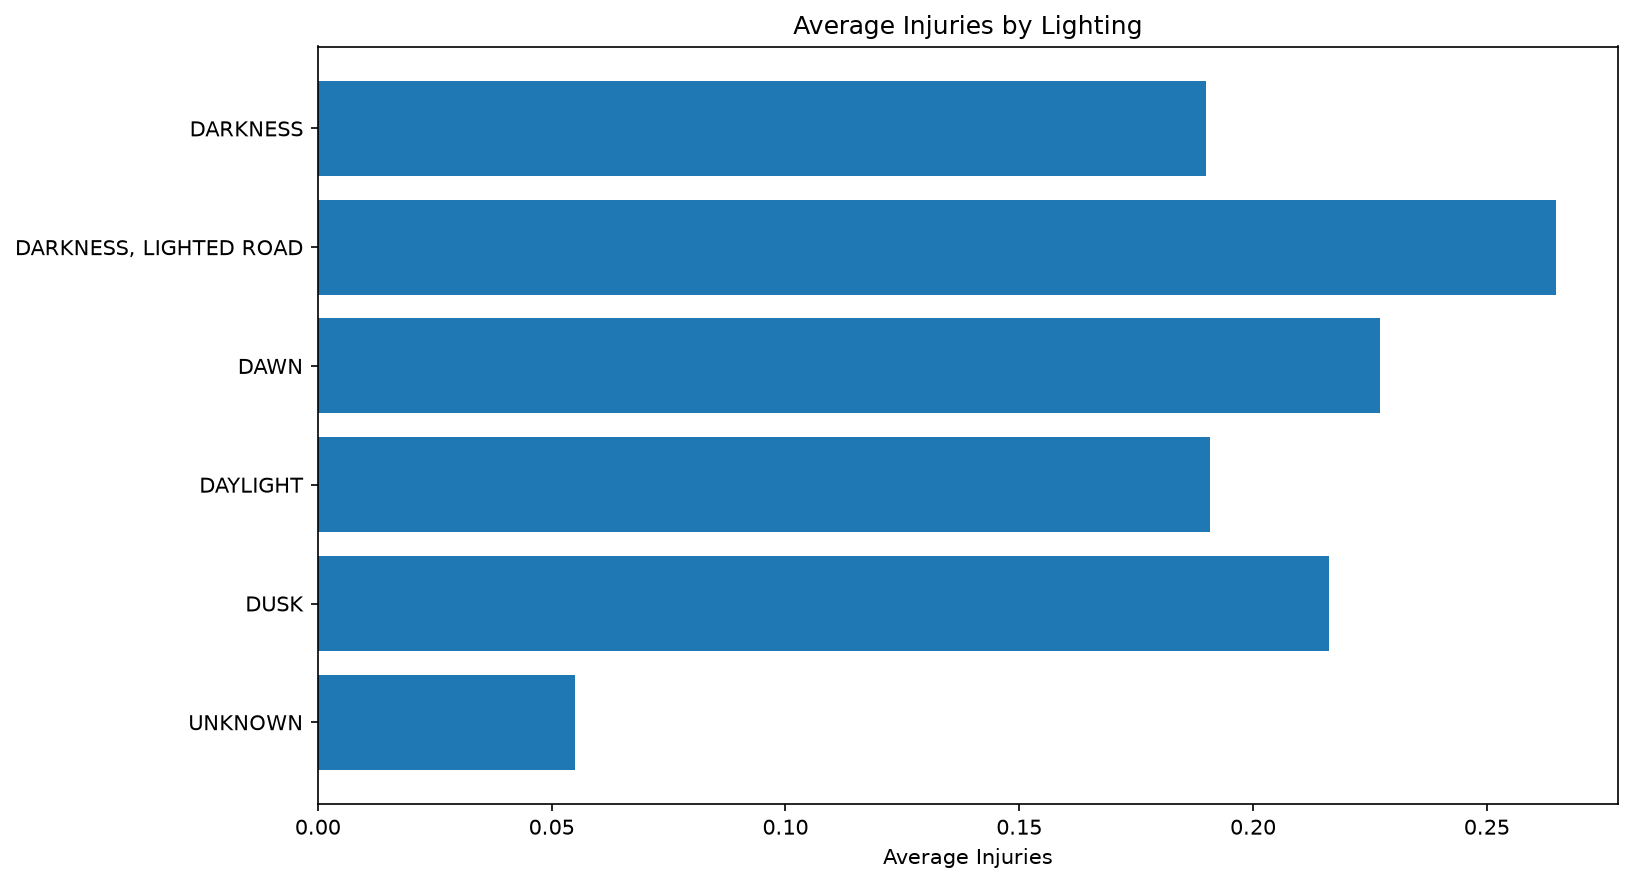 Average Injuries by Lighting
DARKNESS
DARKNESS, LIGHTED ROAD
DAWN
DAYLIGHT
DUSK
UNKNOWN
0.00 0.05 0.10 0.15 0.20 0.25
Average Injuries